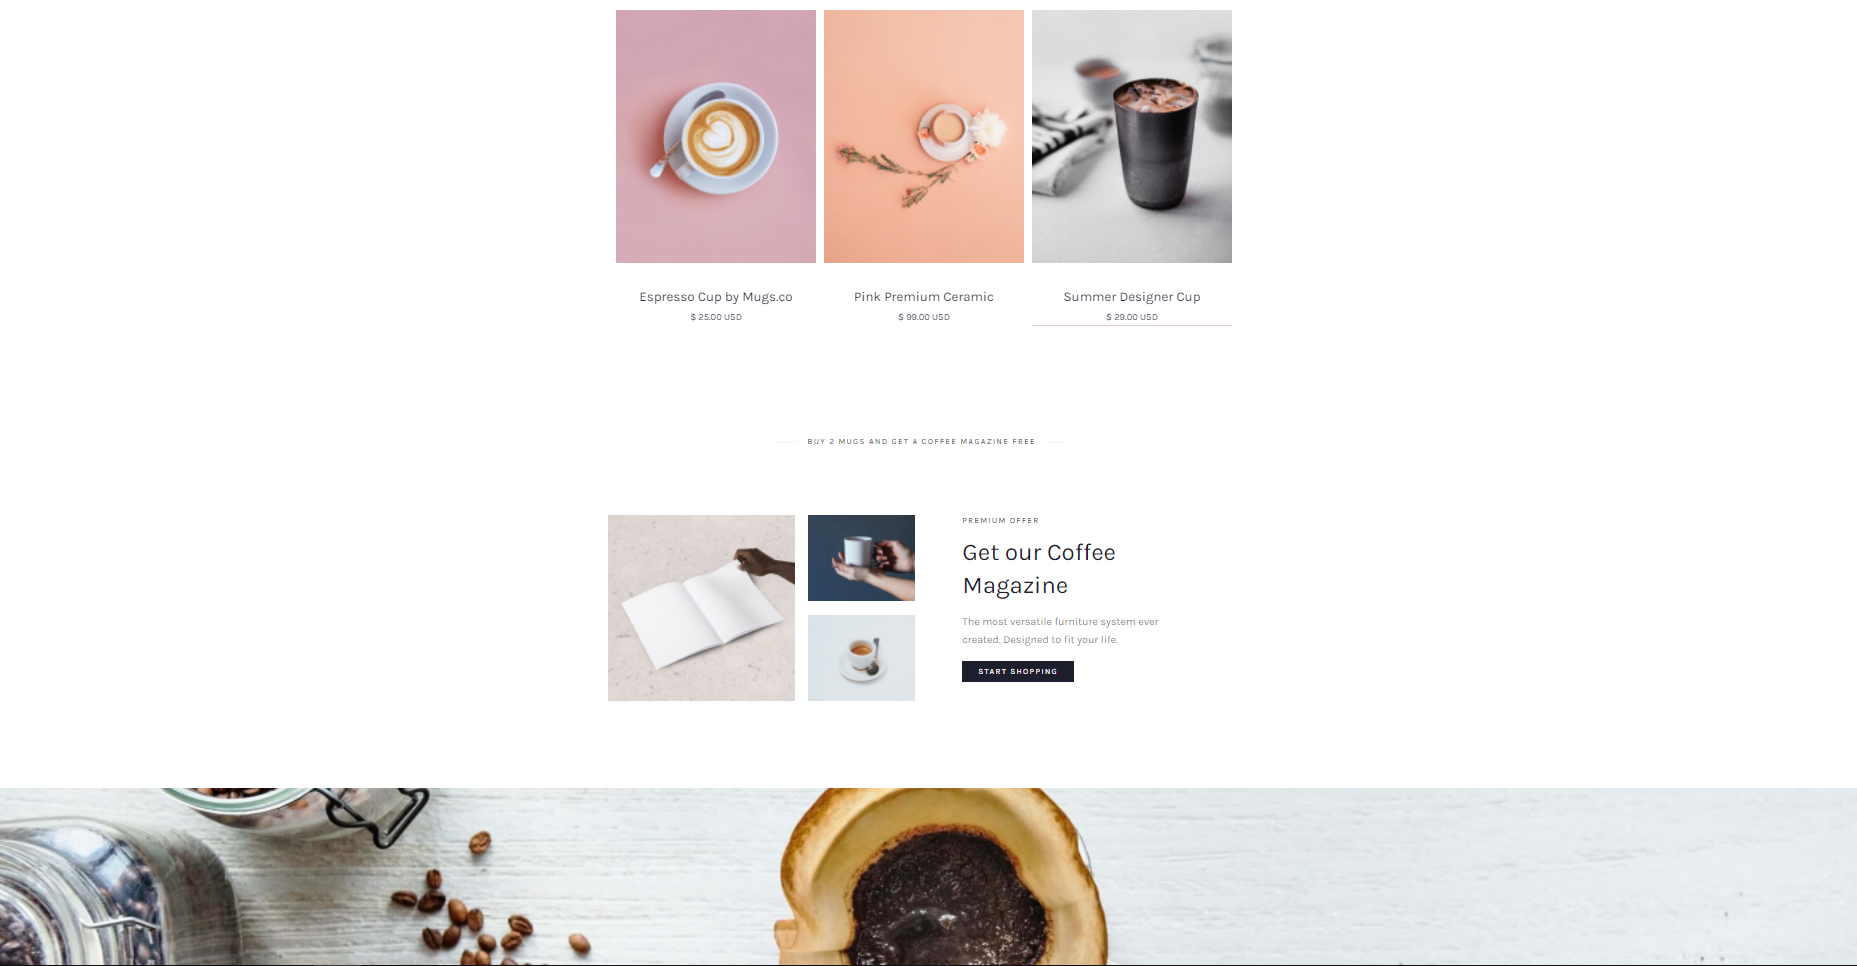 Espresso Cup by Mugs.co
$ 25.00 USD
Pink Premium Ceramic
$ 99.00 USD
Summer Designer Cup
$ 29.00 USD
BUY 2 MUGS AND GET A COFFEE MAGAZINE FREE
PREMIUM OFFER
Get our Coffee
Magazine
The most versatile furniture system ever
created. Designed to fit your life.
START SHOPPING